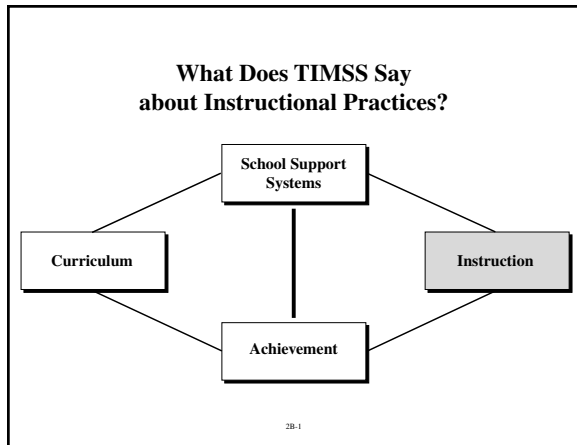 What Does TIMSS Say
about Instructional Practices?
School Support
Systems
Curriculum
Instruction
Achievement
2B-1